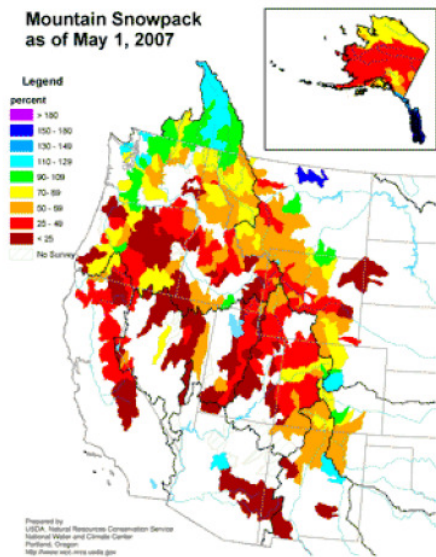 Mountain Snowpack
as of May 1, 2007
Legend
percent
> 180
150 - 180
130 - 149
110 - 129
90 - 109
70 - 89
50 - 69
25 - 49
< 25
No Survey
Prepared by
USDA, Natural Resources Conservation Service
National Water and Climate Center
Portland, Oregon
http://www.wcc.nrcs.usda.gov